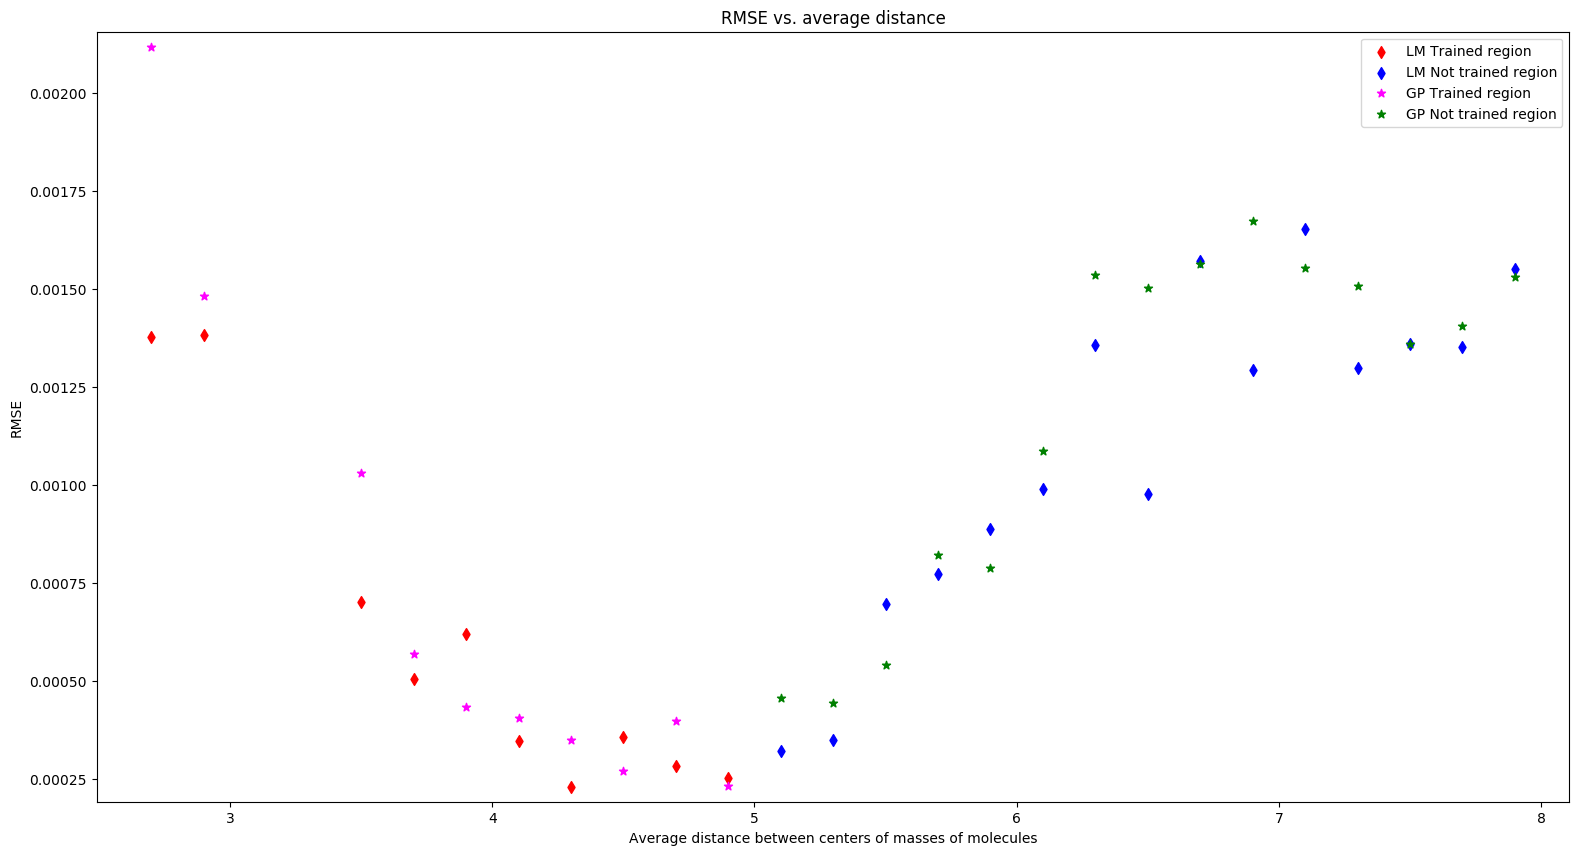 RMSE vs. average distance
LM Trained region
LM Not trained region
GP Trained region
GP Not trained region
0.00200
0.00175
0.00150
0.00125
0.00100
0.00075
0.00050
0.00025
RMSE
3 4 5 6 7 8
Average distance between centers of masses of molecules